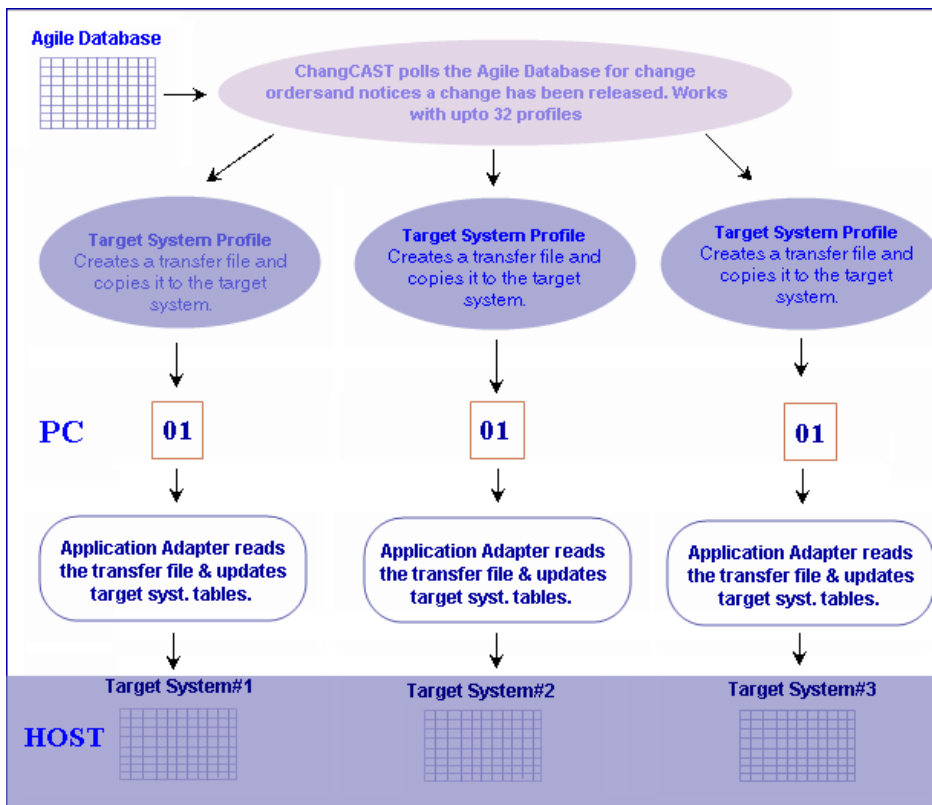 Agile Database
ChangCAST polls the Agile Database for change
ordersand notices a change has been released. Works
with upto 32 profiles
Target System Profile
Creates a transfer file and
copies it to the target
system.
Target System Profile
Creates a transfer file and
copies it to the target
system.
Target System Profile
Creates a transfer file and
copies it to the target
system.
PC
01
01
01
Application Adapter reads
the transfer file & updates
target syst. tables.
Application Adapter reads
the transfer file & updates
target syst. tables.
Application Adapter reads
the transfer file & updates
target syst. tables.
Target System#1
Target System#2
Target System#3
HOST